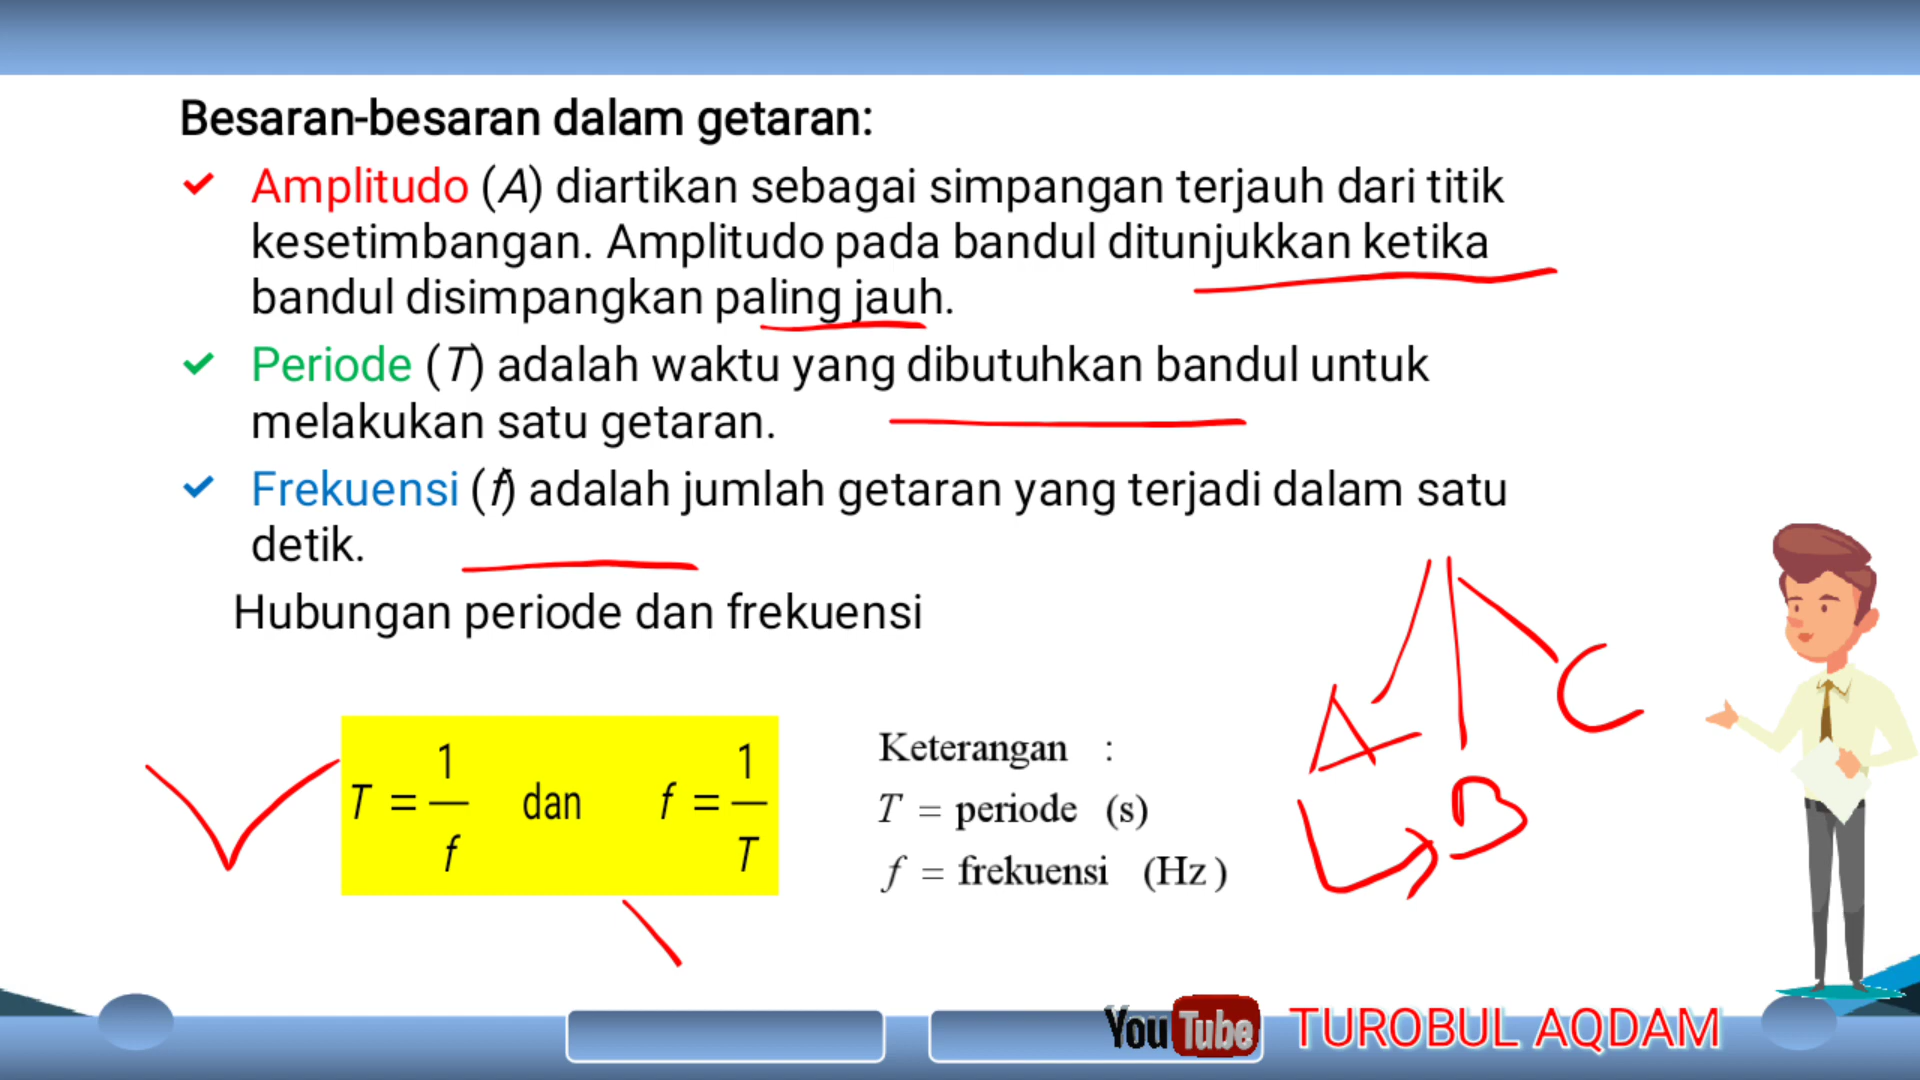 Besaran-besaran dalam getaran:
Amplitudo (A) diartikan sebagai simpangan terjauh dari titik
kesetimbangan. Amplitudo pada bandul ditunjukkan ketika
bandul disimpangkan paling jauh.
Periode (T) adalah waktu yang dibutuhkan bandul untuk
melakukan satu getaran.
Frekuensi (f) adalah jumlah getaran yang terjadi dalam satu
detik.
Hubungan periode dan frekuensi
T = 1/f dan f = 1/T
Keterangan :
T = periode (s)
f = frekuensi (Hz)
A
B
C
YouTube TUROBUL AQDAM